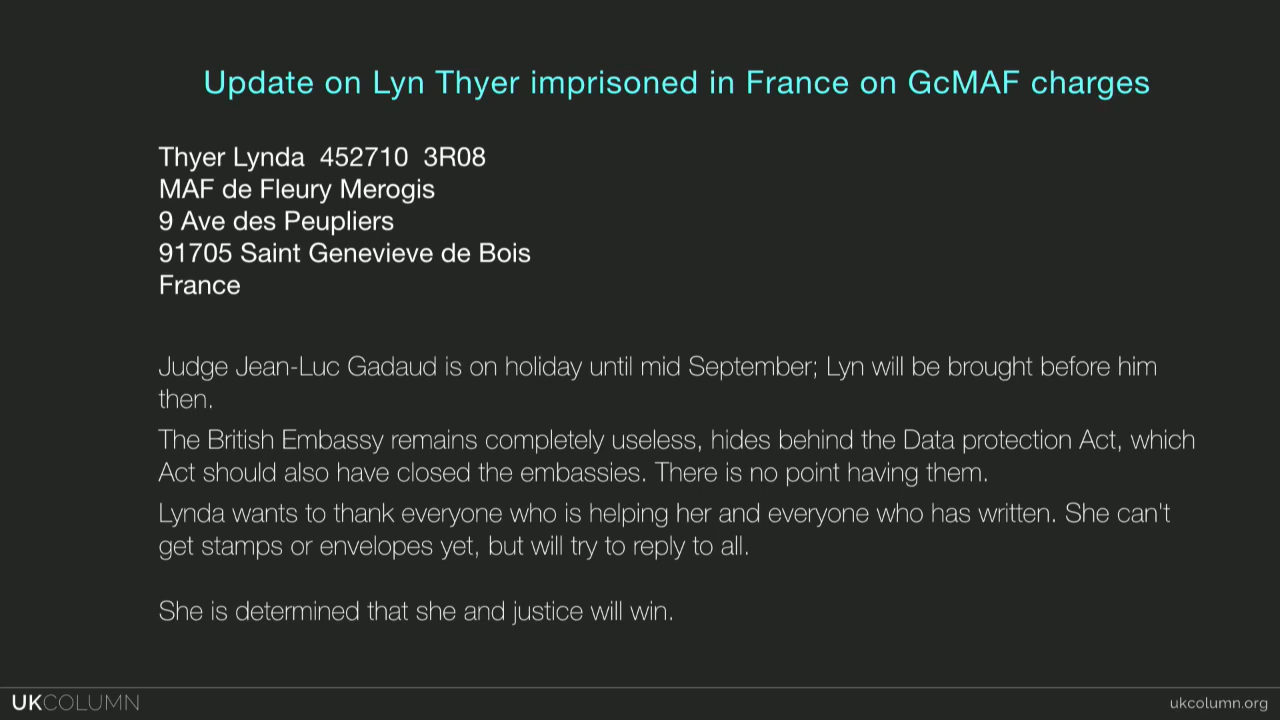 Update on Lyn Thyer imprisoned in France on GcMAF charges
Thyer Lynda 452710 3R08
MAF de Fleury Merogis
9 Ave des Peupliers
91705 Saint Genevieve de Bois
France
Judge Jean-Luc Gadaud is on holiday until mid September; Lyn will be brought before him
then.
The British Embassy remains completely useless, hides behind the Data protection Act, which
Act should also have closed the embassies. There is no point having them.
Lynda wants to thank everyone who is helping her and everyone who has written. She can't
get stamps or envelopes yet, but will try to reply to all.
She is determined that she and justice will win.
UKCOLUMN
ukcolumn.org